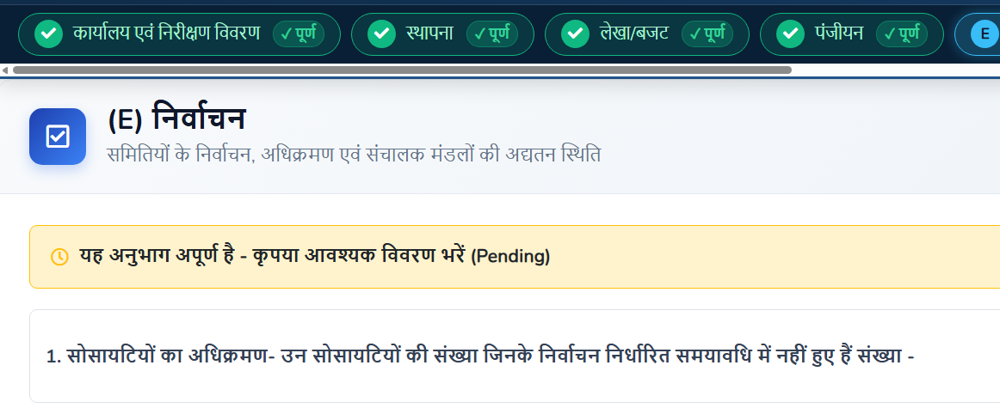 कार्यालय एवं निरीक्षण विवरण ✓ पूर्ण स्थापना ✓ पूर्ण लेखा/बजट ✓ पूर्ण पंजीयन ✓ पूर्ण E
(E) निर्वाचन
समितियों के निर्वाचन, अधिक्रमण एवं संचालक मंडलों की अद्यतन स्थिति
यह अनुभाग अपूर्ण है - कृपया आवश्यक विवरण भरें (Pending)
1. सोसायटियों का अधिक्रमण- उन सोसायटियों की संख्या जिनके निर्वाचन निर्धारित समयावधि में नहीं हुए हैं संख्या -